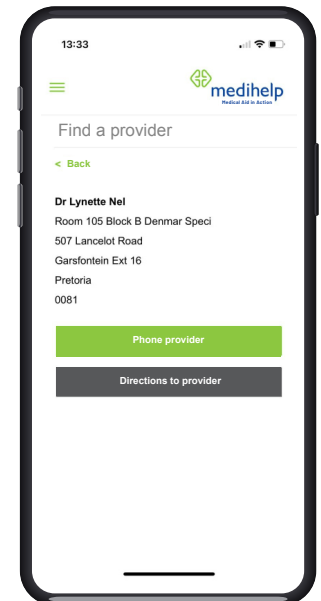 13:33
medihelp
Medical Aid in Action
Find a provider
< Back
Dr Lynette Nel
Room 105 Block B Denmar Speci
507 Lancelot Road
Garsfontein Ext 16
Pretoria
0081
Phone provider
Directions to provider